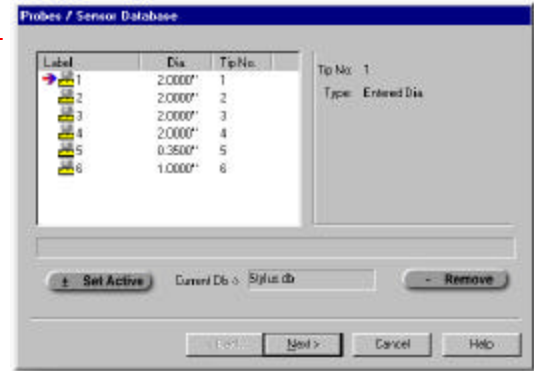 Probes / Sensor Database
Label Dia. Tip No.
1 2.0000" 1
2 2.0000" 2
3 2.0000" 3
4 2.0000" 4
5 0.3500" 5
6 1.0000" 6
Tip No: 1
Type: Entered Dia
± Set Active
Current Db : Stylus.db
- Remove
< Back
Next >
Cancel
Help